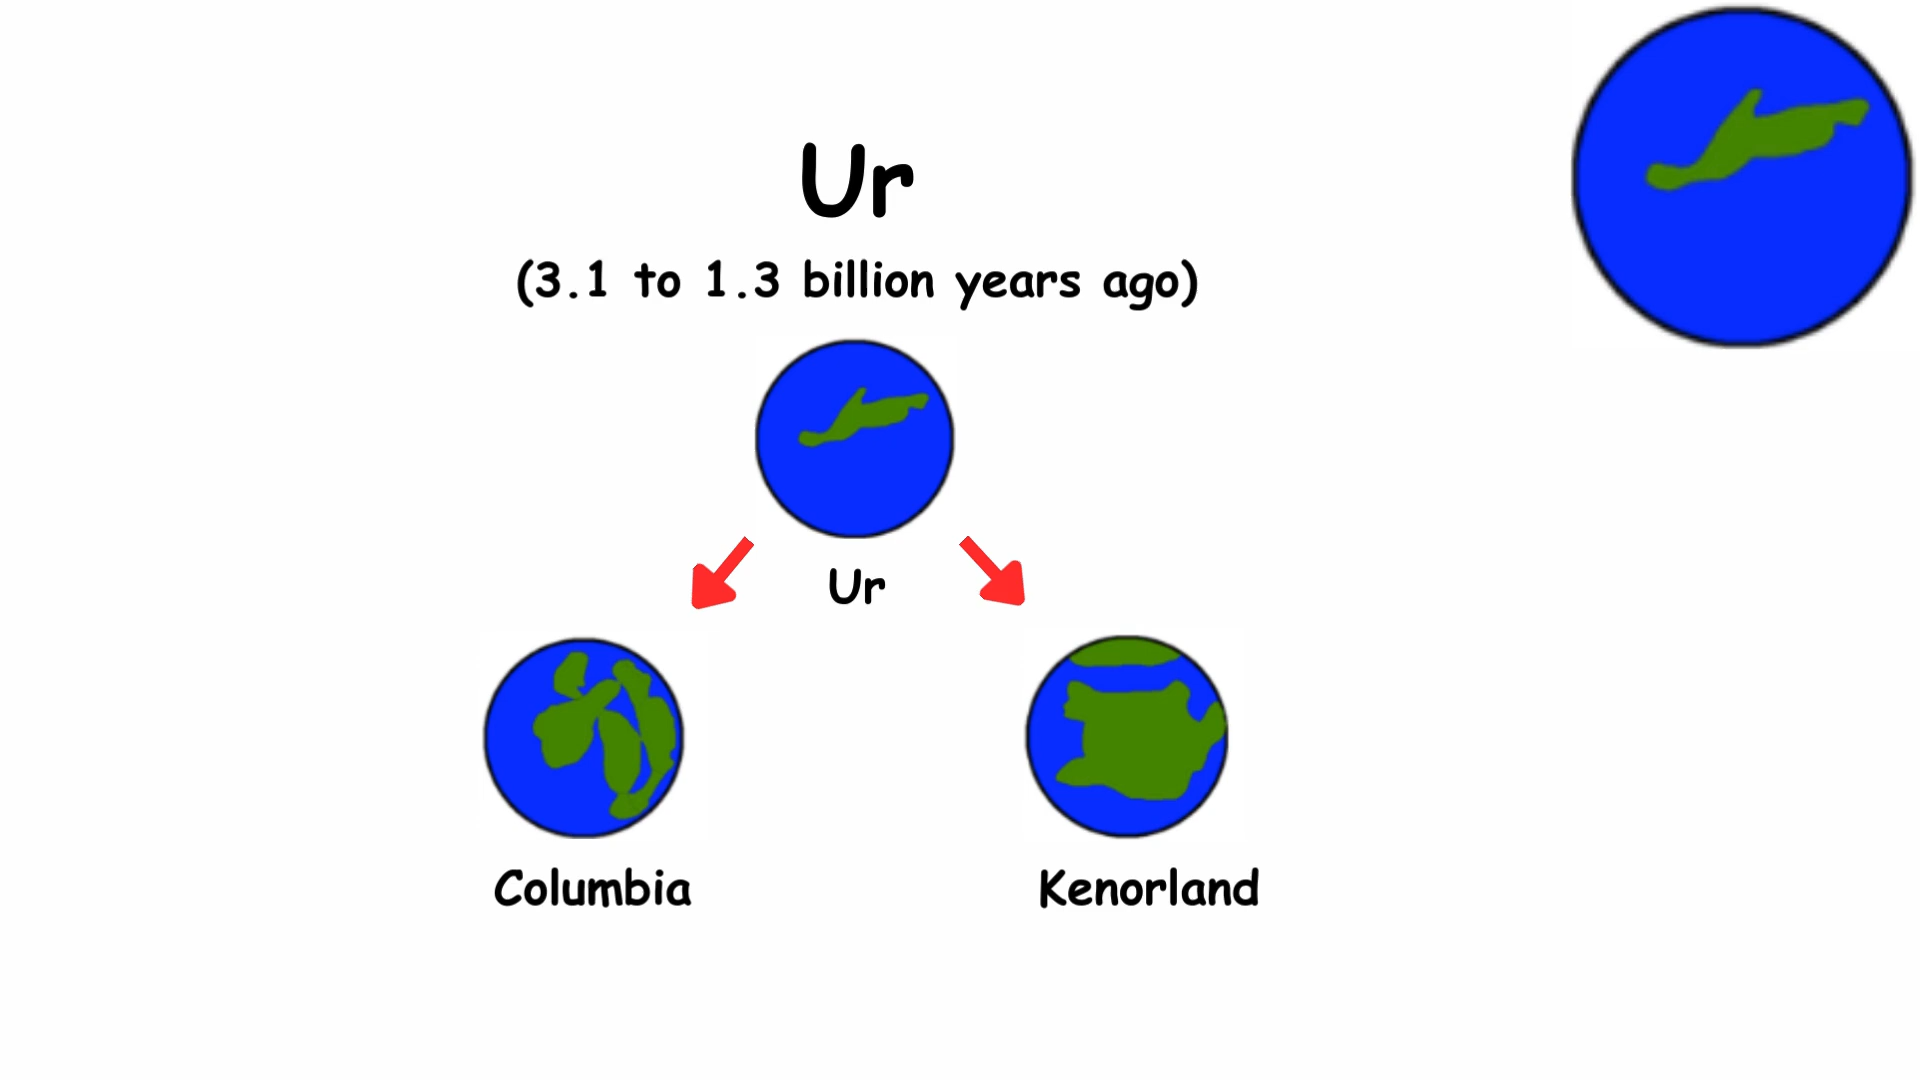 Ur
(3.1 to 1.3 billion years ago)
Ur
Columbia
Kenorland